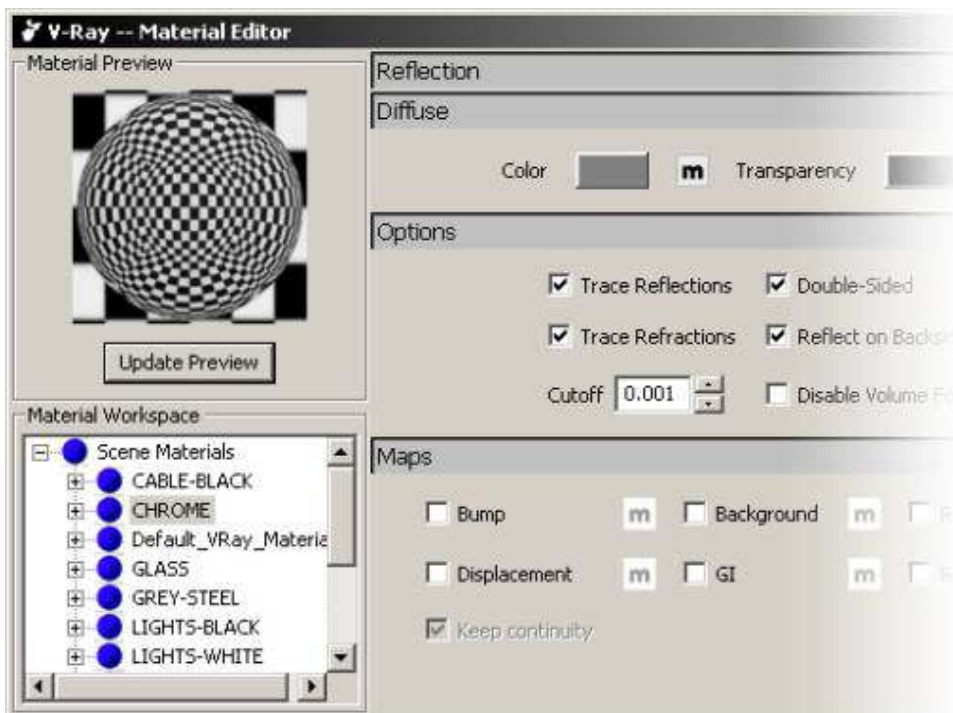 V-Ray -- Material Editor
Material Preview
Update Preview
Material Workspace
Scene Materials
CABLE-BLACK
CHROME
Default_VRay_Materia
GLASS
GREY-STEEL
LIGHTS-BLACK
LIGHTS-WHITE
Reflection
Diffuse
Color m Transparency
Options
Trace Reflections Double-Sided
Trace Refractions Reflect on Backsi
Cutoff 0.001 Disable Volume Fo
Maps
Bump m Background m
Displacement m GI m
Keep continuity